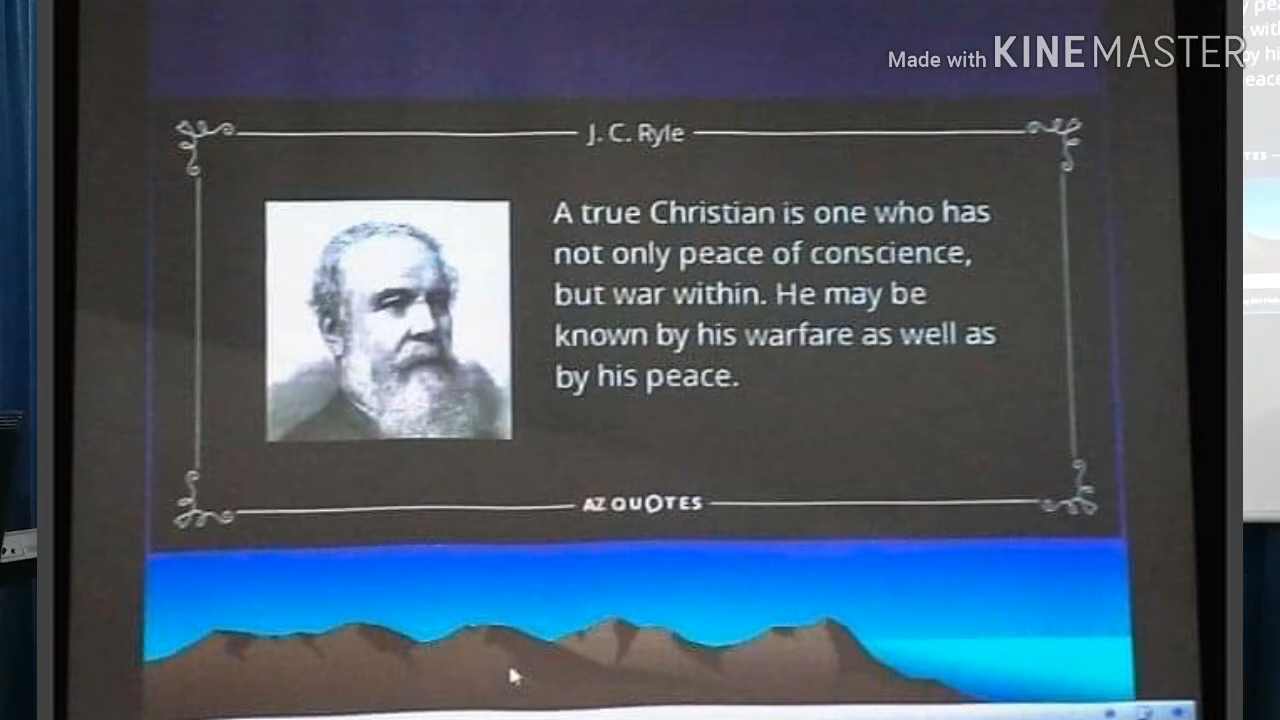 Made with KINEMASTER
J. C. Ryle
A true Christian is one who has
not only peace of conscience,
but war within. He may be
known by his warfare as well as
by his peace.
AZ QUOTES